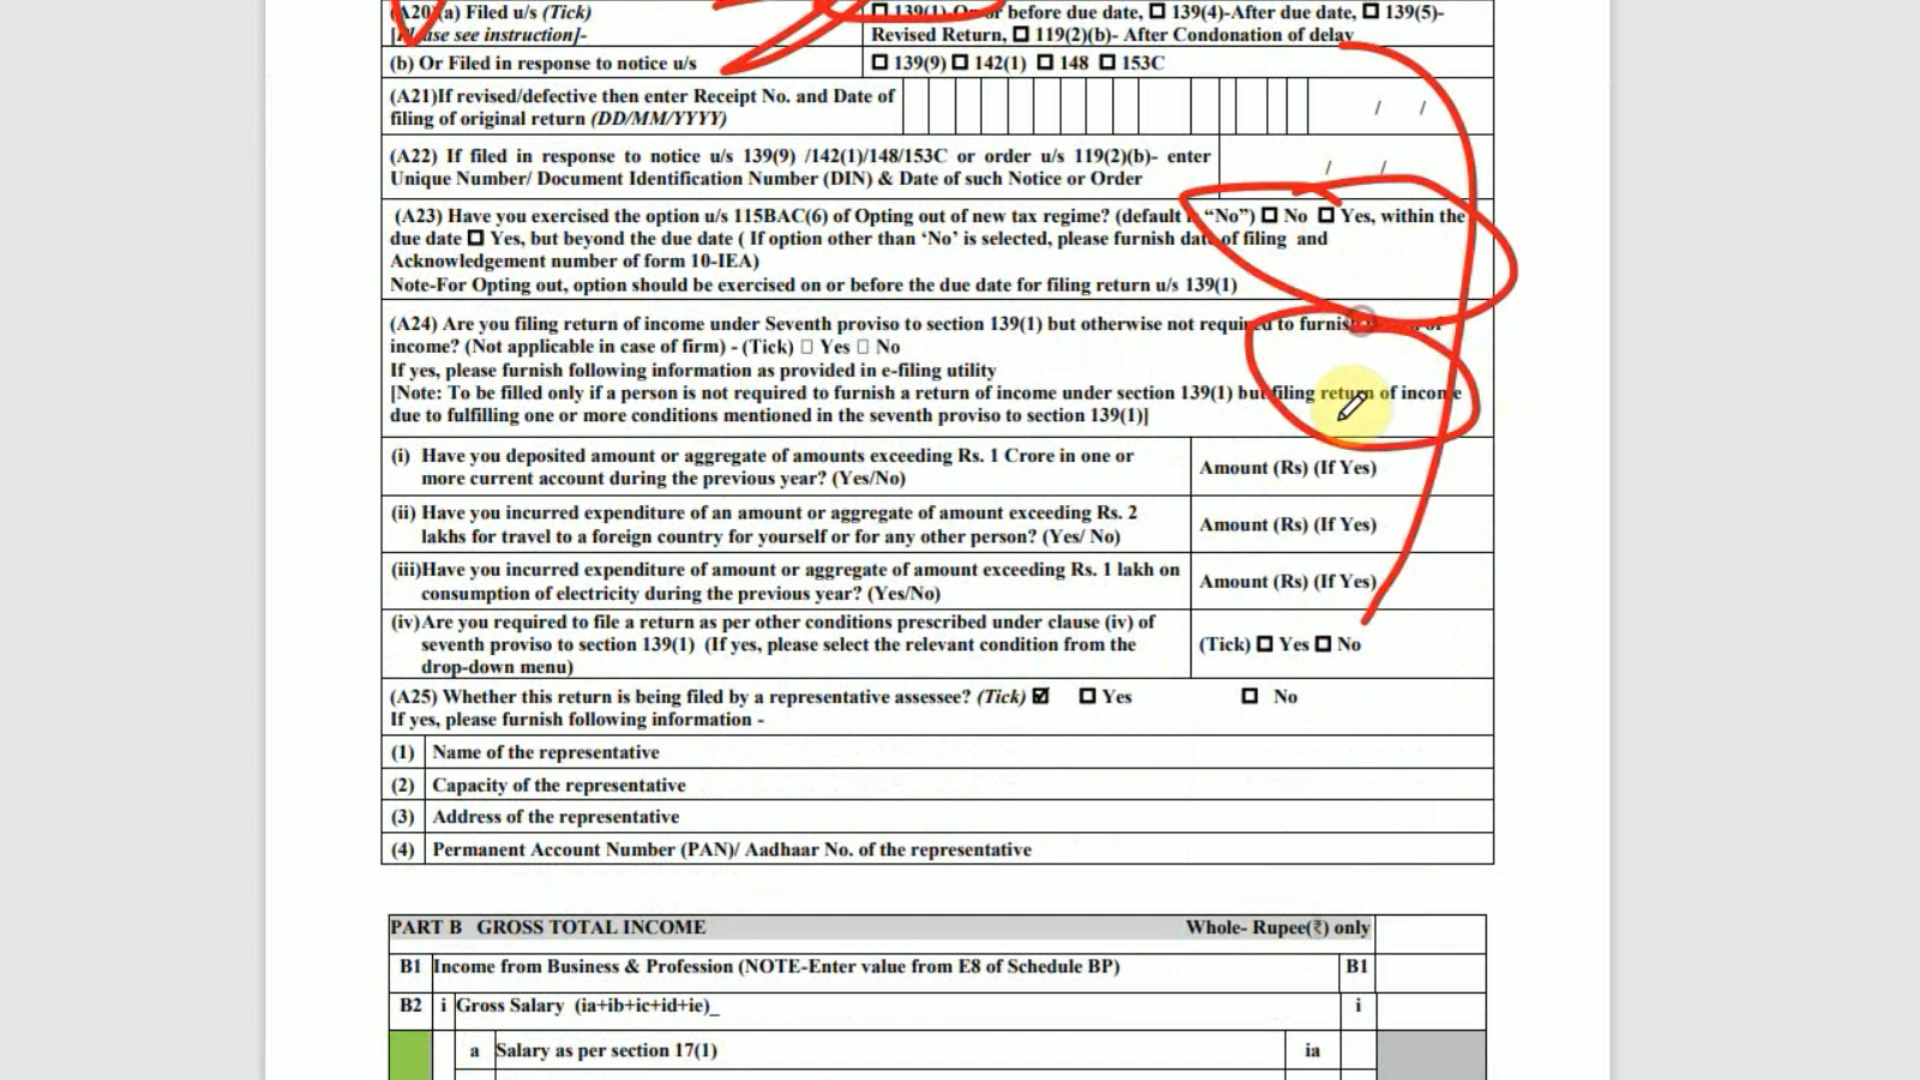 (A20)(a) Filed u/s (Tick)
[Please see instruction]-
139(1)-On or before due date, 139(4)-After due date, 139(5)-
Revised Return, 119(2)(b)- After Condonation of delay
(b) Or Filed in response to notice u/s
139(9) 142(1) 148 153C
(A21)If revised/defective then enter Receipt No. and Date of
filing of original return (DD/MM/YYYY)
/ /
(A22) If filed in response to notice u/s 139(9) /142(1)/148/153C or order u/s 119(2)(b)- enter
Unique Number/ Document Identification Number (DIN) & Date of such Notice or Order
/ /
(A23) Have you exercised the option u/s 115BAC(6) of Opting out of new tax regime? (default “No”) No Yes, within the
due date Yes, but beyond the due date ( If option other than ‘No’ is selected, please furnish date of filing and
Acknowledgement number of form 10-IEA)
Note-For Opting out, option should be exercised on or before the due date for filing return u/s 139(1)
(A24) Are you filing return of income under Seventh proviso to section 139(1) but otherwise not required to furnish of
income? (Not applicable in case of firm) - (Tick) Yes No
If yes, please furnish following information as provided in e-filing utility
[Note: To be filled only if a person is not required to furnish a return of income under section 139(1) but filing return of income
due to fulfilling one or more conditions mentioned in the seventh proviso to section 139(1)]
(i) Have you deposited amount or aggregate of amounts exceeding Rs. 1 Crore in one or
more current account during the previous year? (Yes/No)
Amount (Rs) (If Yes)
(ii) Have you incurred expenditure of an amount or aggregate of amount exceeding Rs. 2
lakhs for travel to a foreign country for yourself or for any other person? (Yes/ No)
Amount (Rs) (If Yes)
(iii)Have you incurred expenditure of amount or aggregate of amount exceeding Rs. 1 lakh on
consumption of electricity during the previous year? (Yes/No)
Amount (Rs) (If Yes)
(iv)Are you required to file a return as per other conditions prescribed under clause (iv) of
seventh proviso to section 139(1) (If yes, please select the relevant condition from the
drop-down menu)
(Tick) Yes No
(A25) Whether this return is being filed by a representative assessee? (Tick) ☑ Yes No
If yes, please furnish following information -
(1) Name of the representative
(2) Capacity of the representative
(3) Address of the representative
(4) Permanent Account Number (PAN)/ Aadhaar No. of the representative
PART B GROSS TOTAL INCOME Whole- Rupee(₹) only
B1 Income from Business & Profession (NOTE-Enter value from E8 of Schedule BP) B1
B2 i Gross Salary (ia+ib+ic+id+ie)_ i
a Salary as per section 17(1) ia